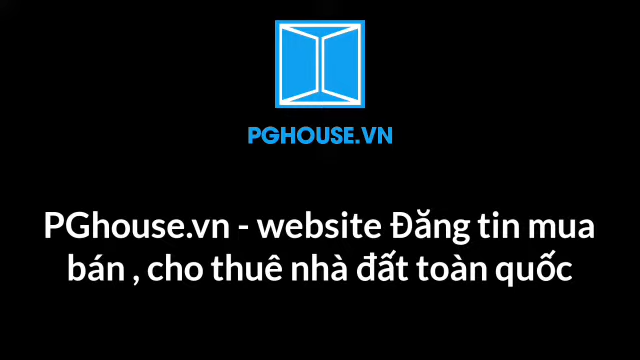 PGHOUSE.VN
PGhouse.vn - website Đăng tin mua
bán , cho thuê nhà đất toàn quốc